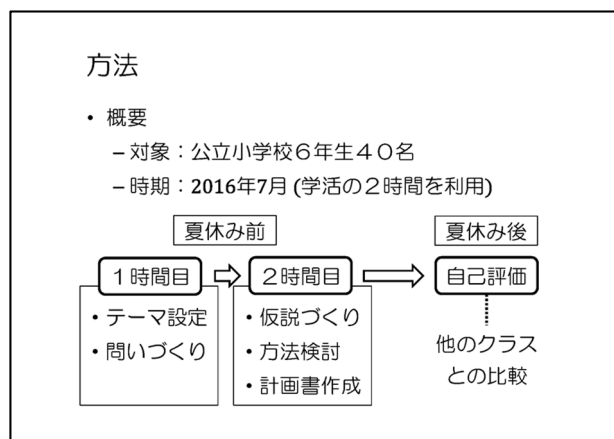 方法
• 概要
– 対象：公立小学校６年生４０名
– 時期：2016年7月 (学活の２時間を利用)
夏休み前
夏休み後
１時間目
２時間目
自己評価
・テーマ設定
・問いづくり
・仮説づくり
・方法検討
・計画書作成
他のクラス
との比較